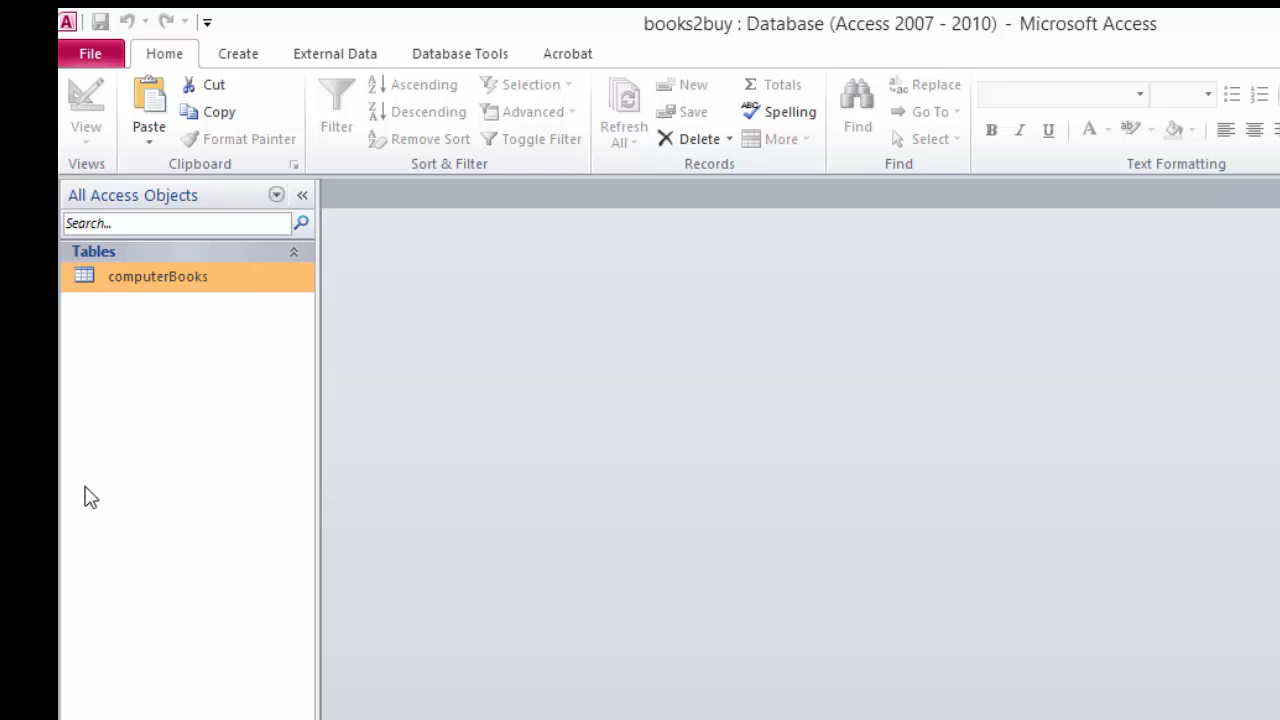 books2buy : Database (Access 2007 - 2010) - Microsoft Access
File Home Create External Data Database Tools Acrobat
View Paste Cut Copy Format Painter
Filter Ascending Descending Remove Sort Selection Advanced Toggle Filter
Refresh All New Save Delete Totals Spelling More
Find Replace Go To Select
B I U A
Views Clipboard Sort & Filter Records Find Text Formatting
All Access Objects
Search...
Tables
computerBooks